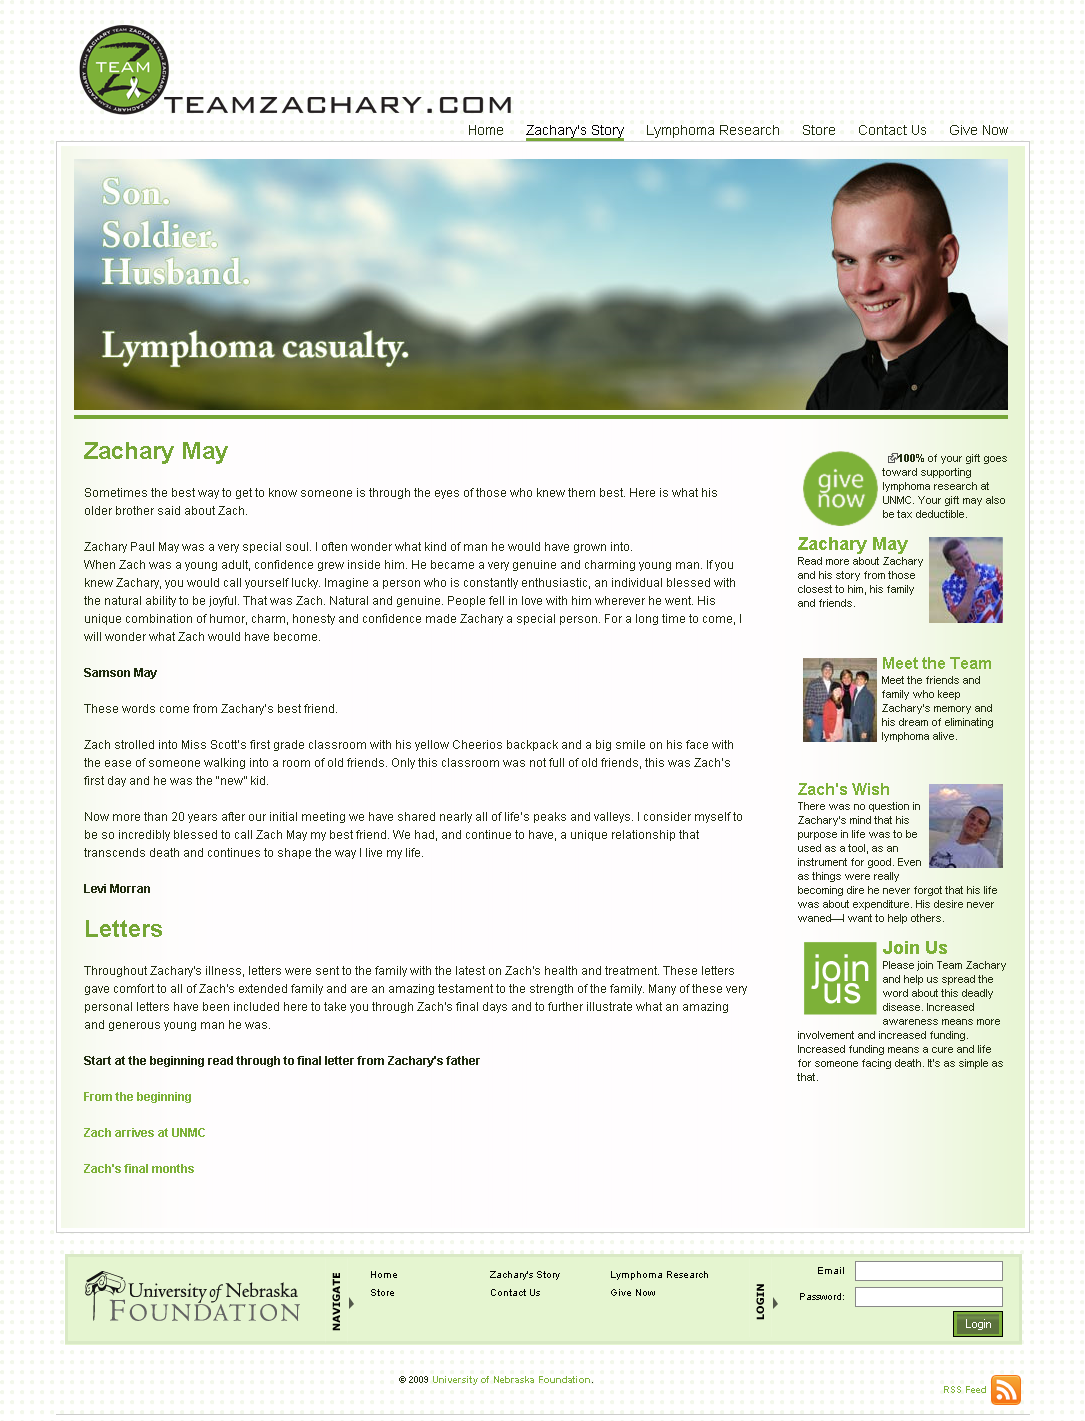 TEAM ZACHARY TEAM ZACHARY TEAM ZACHARY
TEAM
TEAMZACHARY.COM
Home Zachary's Story Lymphoma Research Store Contact Us Give Now
Son.
Soldier.
Husband.
Lymphoma casualty.
Zachary May
Sometimes the best way to get to know someone is through the eyes of those who knew them best. Here is what his
older brother said about Zach.
Zachary Paul May was a very special soul. I often wonder what kind of man he would have grown into.
When Zach was a young adult, confidence grew inside him. He became a very genuine and charming young man. If you
knew Zachary, you would call yourself lucky. Imagine a person who is constantly enthusiastic, an individual blessed with
the natural ability to be joyful. That was Zach. Natural and genuine. People fell in love with him wherever he went. His
unique combination of humor, charm, honesty and confidence made Zachary a special person. For a long time to come, I
will wonder what Zach would have become.
Samson May
These words come from Zachary's best friend.
Zach strolled into Miss Scott's first grade classroom with his yellow Cheerios backpack and a big smile on his face with
the ease of someone walking into a room of old friends. Only this classroom was not full of old friends, this was Zach's
first day and he was the "new" kid.
Now more than 20 years after our initial meeting we have shared nearly all of life's peaks and valleys. I consider myself to
be so incredibly blessed to call Zach May my best friend. We had, and continue to have, a unique relationship that
transcends death and continues to shape the way I live my life.
Levi Morran
Letters
Throughout Zachary's illness, letters were sent to the family with the latest on Zach's health and treatment. These letters
gave comfort to all of Zach's extended family and are an amazing testament to the strength of the family. Many of these very
personal letters have been included here to take you through Zach's final days and to further illustrate what an amazing
and generous young man he was.
Start at the beginning read through to final letter from Zachary's father
From the beginning
Zach arrives at UNMC
Zach's final months
give
now
100% of your gift goes
toward supporting
lymphoma research at
UNMC. Your gift may also
be tax deductible.
Zachary May
Read more about Zachary
and his story from those
closest to him, his family
and friends.
Meet the Team
Meet the friends and
family who keep
Zachary's memory and
his dream of eliminating
lymphoma alive.
Zach's Wish
There was no question in
Zachary's mind that his
purpose in life was to be
used as a tool, as an
instrument for good. Even
as things were really
becoming dire he never forgot that his life
was about expenditure. His desire never
waned—I want to help others.
join
us
Join Us
Please join Team Zachary
and help us spread the
word about this deadly
disease. Increased
awareness means more
involvement and increased funding.
Increased funding means a cure and life
for someone facing death. It's as simple as
that.
University of Nebraska
FOUNDATION
NAVIGATE
Home Zachary's Story Lymphoma Research
Store Contact Us Give Now
LOGIN
Email
Password:
Login
© 2009 University of Nebraska Foundation.
RSS Feed